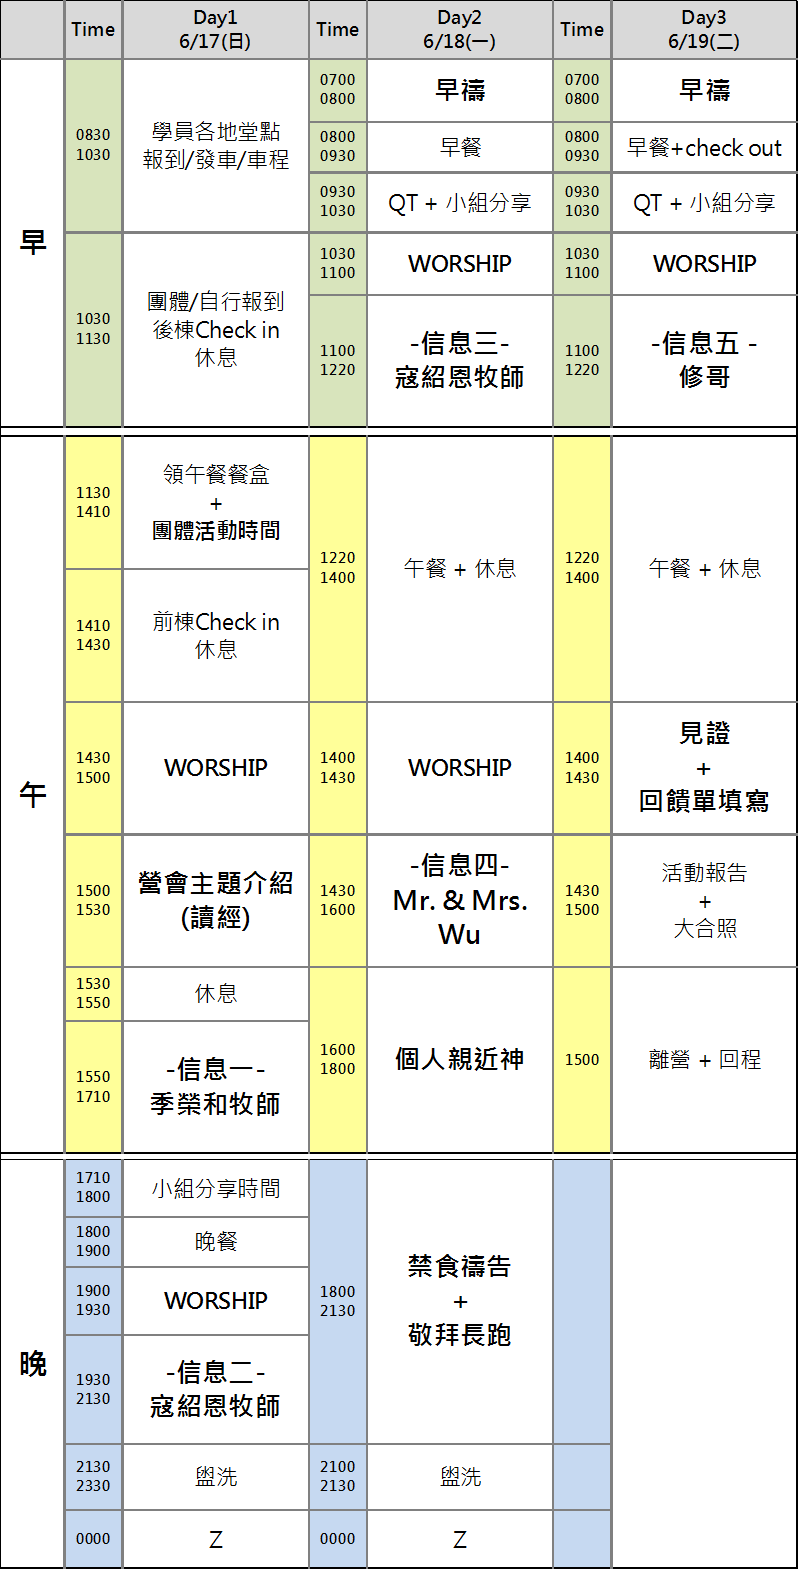 Time
Day1
6/17(日)
Time
Day2
6/18(一)
Time
Day3
6/19(二)
早
0830
1030
學員各地堂點
報到/發車/車程
1030
1130
團體/自行報到
後棟Check in
休息
0700
0800
早禱
0800
0930
早餐
0930
1030
QT + 小組分享
1030
1100
WORSHIP
1100
1220
-信息三-
寇紹恩牧師
0700
0800
早禱
0800
0930
早餐+check out
0930
1030
QT + 小組分享
1030
1100
WORSHIP
1100
1220
-信息五 -
修哥
午
1130
1410
領午餐餐盒
+
團體活動時間
1410
1430
前棟Check in
休息
1430
1500
WORSHIP
1500
1530
營會主題介紹
(讀經)
1530
1550
休息
1550
1710
-信息一-
季榮和牧師
1220
1400
午餐 + 休息
1400
1430
WORSHIP
1430
1600
-信息四-
Mr. & Mrs.
Wu
1600
1800
個人親近神
1220
1400
午餐 + 休息
1400
1430
見證
+
回饋單填寫
1430
1500
活動報告
+
大合照
1500
離營 + 回程
晚
1710
1800
小組分享時間
1800
1900
晚餐
1900
1930
WORSHIP
1930
2130
-信息二-
寇紹恩牧師
2130
2330
盥洗
0000
Z
1800
2130
禁食禱告
+
敬拜長跑
2100
2130
盥洗
0000
Z